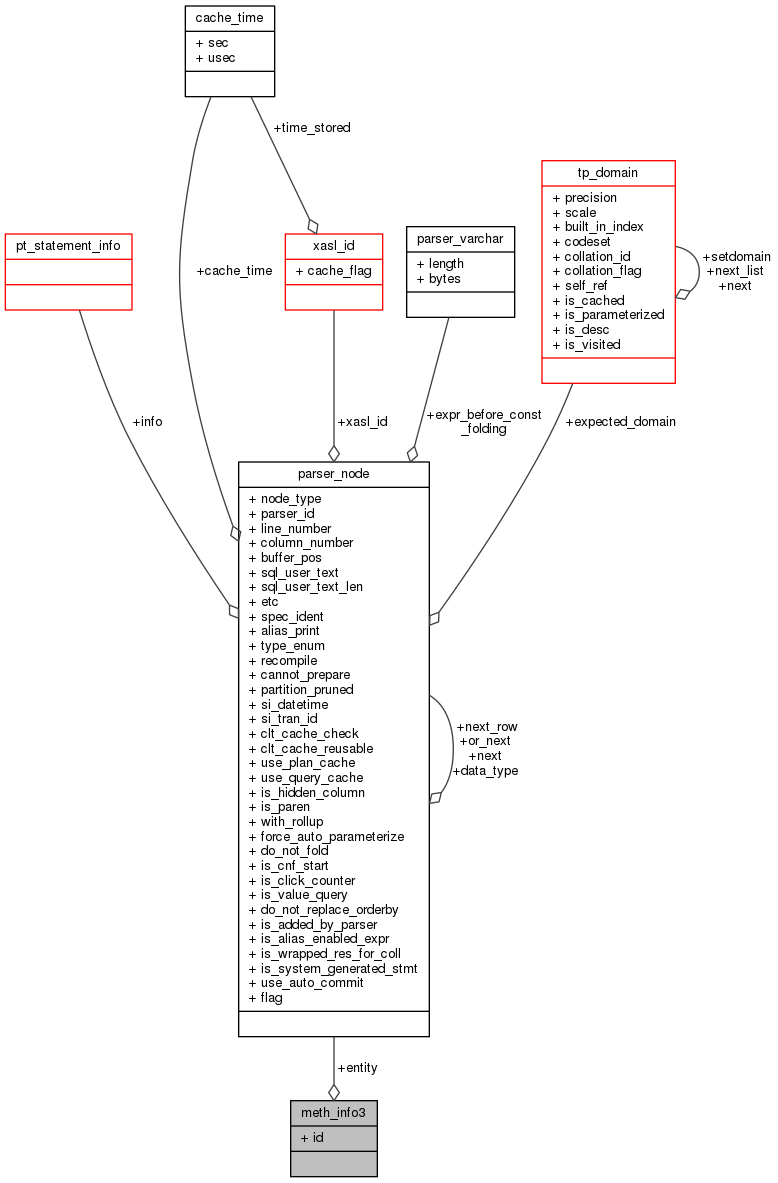 cache_time
+ sec
+ usec
+time_stored
tp_domain
+ precision
+ scale
+ built_in_index
+ codeset
+ collation_id
+ collation_flag
+ self_ref
+ is_cached
+ is_parameterized
+ is_desc
+ is_visited
+setdomain
+next_list
+next
pt_statement_info
xasl_id
+ cache_flag
parser_varchar
+ length
+ bytes
+cache_time
+info
+xasl_id
+expr_before_const
_folding
+expected_domain
parser_node
+ node_type
+ parser_id
+ line_number
+ column_number
+ buffer_pos
+ sql_user_text
+ sql_user_text_len
+ etc
+ spec_ident
+ alias_print
+ type_enum
+ recompile
+ cannot_prepare
+ partition_pruned
+ si_datetime
+ si_tran_id
+ clt_cache_check
+ clt_cache_reusable
+ use_plan_cache
+ use_query_cache
+ is_hidden_column
+ is_paren
+ with_rollup
+ force_auto_parameterize
+ do_not_fold
+ is_cnf_start
+ is_click_counter
+ is_value_query
+ do_not_replace_orderby
+ is_added_by_parser
+ is_alias_enabled_expr
+ is_wrapped_res_for_coll
+ is_system_generated_stmt
+ use_auto_commit
+ flag
+next_row
+or_next
+next
+data_type
+entity
meth_info3
+ id